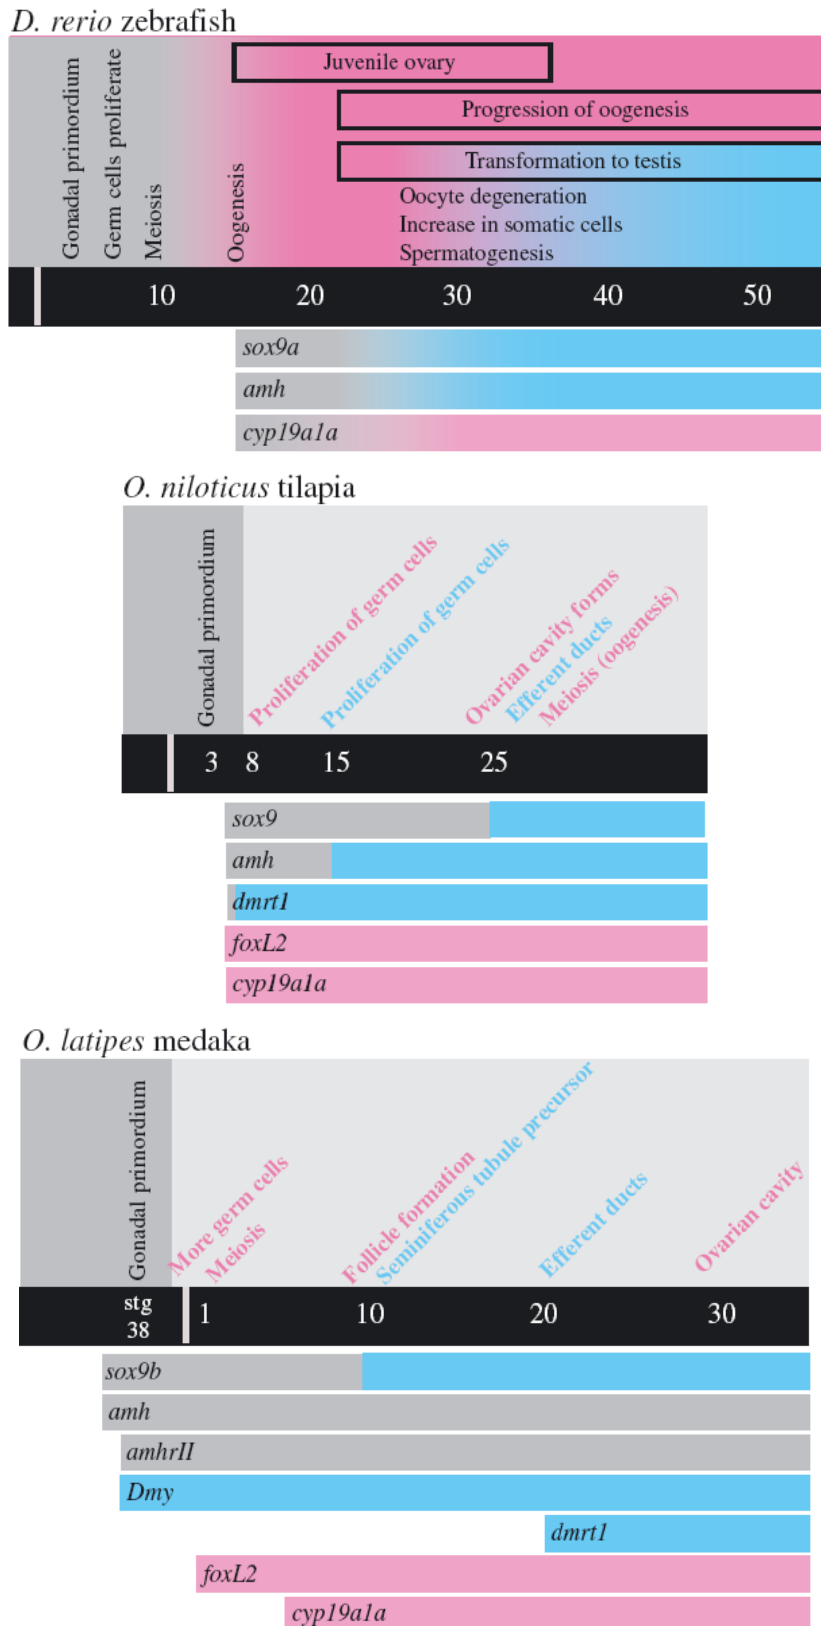 D. rerio zebrafish
Juvenile ovary
Progression of oogenesis
Transformation to testis
Gonadal primordium
Germ cells proliferate
Meiosis
Oogenesis
Oocyte degeneration
Increase in somatic cells
Spermatogenesis
10 20 30 40 50
sox9a
amh
cyp19a1a
O. niloticus tilapia
Gonadal primordium
Proliferation of germ cells
Proliferation of germ cells
Ovarian cavity forms
Efferent ducts
Meiosis (oogenesis)
3 8 15 25
sox9
amh
dmrt1
foxL2
cyp19a1a
O. latipes medaka
Gonadal primordium
More germ cells
Meiosis
Follicle formation
Seminiferous tubule precursor
Efferent ducts
Ovarian cavity
stg
38 1 10 20 30
sox9b
amh
amhrII
Dmy
dmrt1
foxL2
cyp19a1a